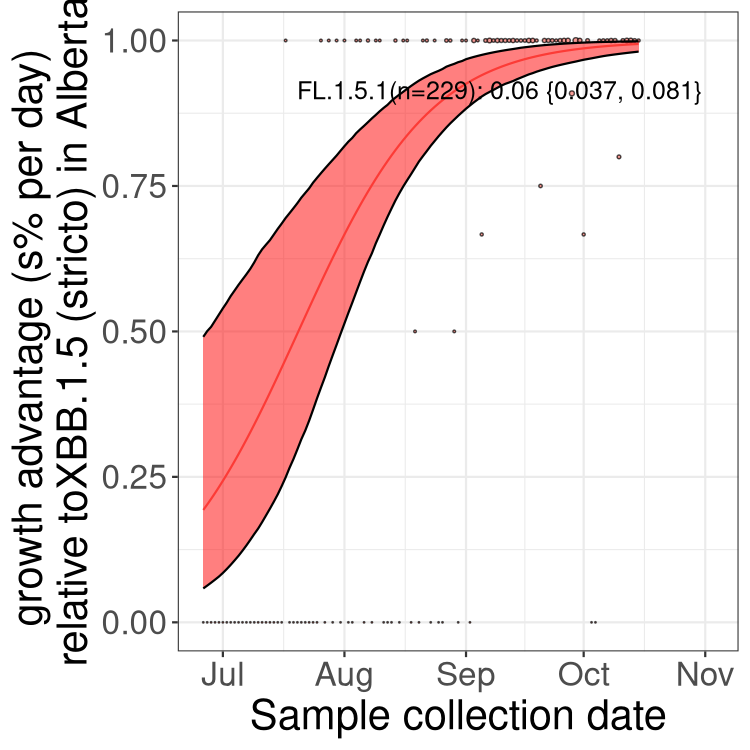 growth advantage (s% per day)
relative toXBB.1.5 (stricto) in Alberta
1.00
FL.1.5.1(n=229): 0.06 {0.037, 0.081}
0.75
0.50
0.25
0.00
Jul Aug Sep Oct Nov
Sample collection date